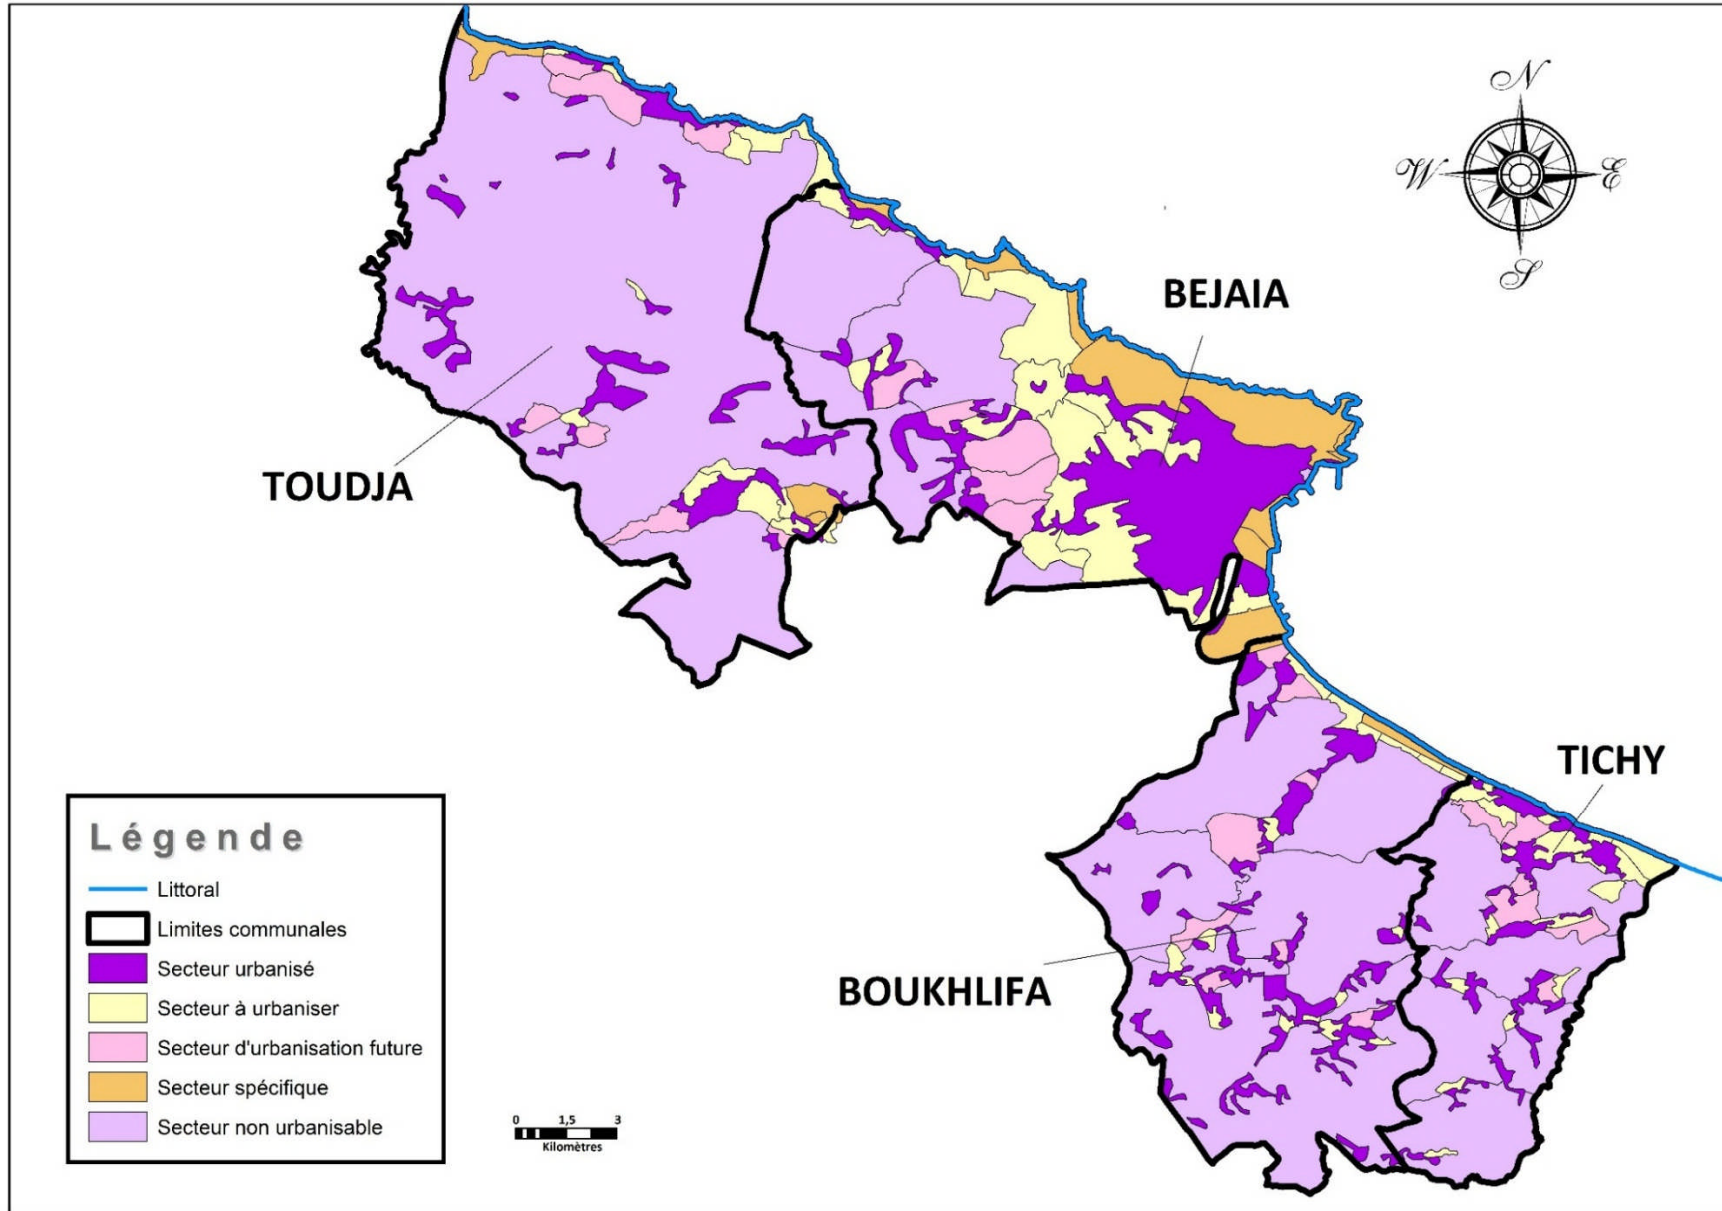 N
W
E
S
BEJAIA
TOUDJA
TICHY
BOUKHLIFA
Légende
Littoral
Limites communales
Secteur urbanisé
Secteur à urbaniser
Secteur d'urbanisation future
Secteur spécifique
Secteur non urbanisable
0 1,5 3
Kilomètres